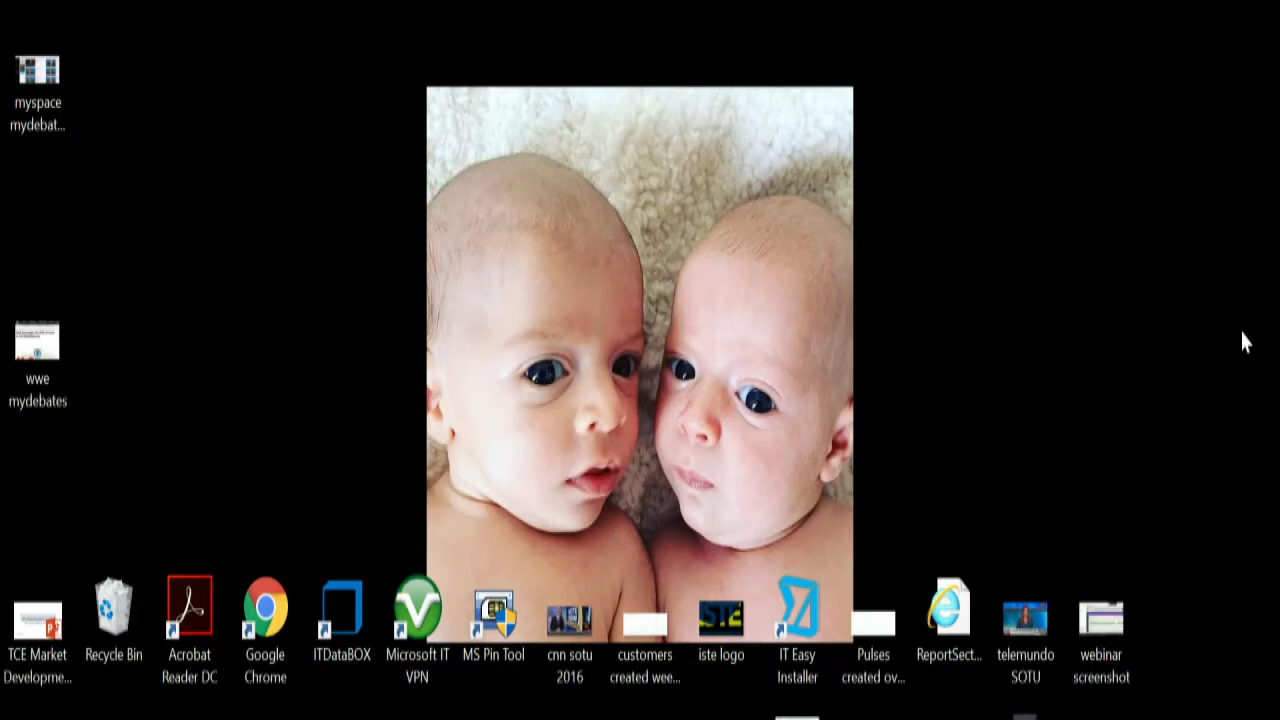 myspace
mydebat...
wwe
mydebates
TCE Market
Developme...
Recycle Bin
Acrobat
Reader DC
Google
Chrome
ITDataBOX
Microsoft IT
VPN
MS Pin Tool
cnn sotu
2016
customers
created wee...
ISTE
iste logo
IT Easy
Installer
Pulses
created ov...
ReportSect...
telemundo
SOTU
webinar
screenshot